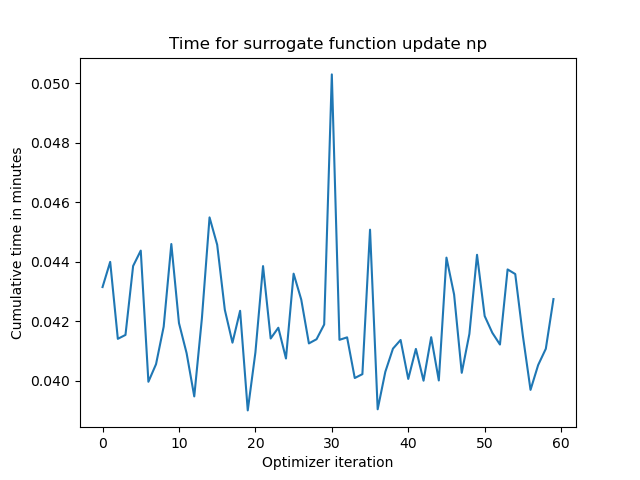 Time for surrogate function update np
0.050
0.048
0.046
0.044
0.042
0.040
Cumulative time in minutes
0 10 20 30 40 50 60
Optimizer iteration